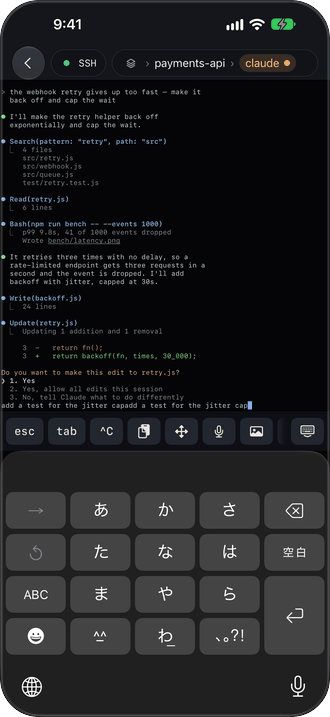 9:41
SSH › payments-api › claude
› the webhook retry gives up too fast — make it
back off and cap the wait
I'll make the retry helper back off
exponentially and cap the wait.
Search(pattern: "retry", path: "src")
4 files
src/retry.js
src/webhook.js
src/queue.js
test/retry.test.js
Read(retry.js)
6 lines
Bash(npm run bench -- --events 1000)
p99 9.8s, 41 of 1000 events dropped
Wrote bench/latency.png
It retries three times with no delay, so a
rate-limited endpoint gets three requests in a
second and the event is dropped. I'll add
backoff with jitter, capped at 30s.
Write(backoff.js)
24 lines
Update(retry.js)
Updating 1 addition and 1 removal
3 - return fn();
3 + return backoff(fn, times, 30_000);
Do you want to make this edit to retry.js?
❯ 1. Yes
2. Yes, allow all edits this session
3. No, tell Claude what to do differently
add a test for the jitter capadd a test for the jitter cap
esc tab ^C
→ あ か さ
た な は 空白
ABC ま や ら
^^ わ_ 、。?!